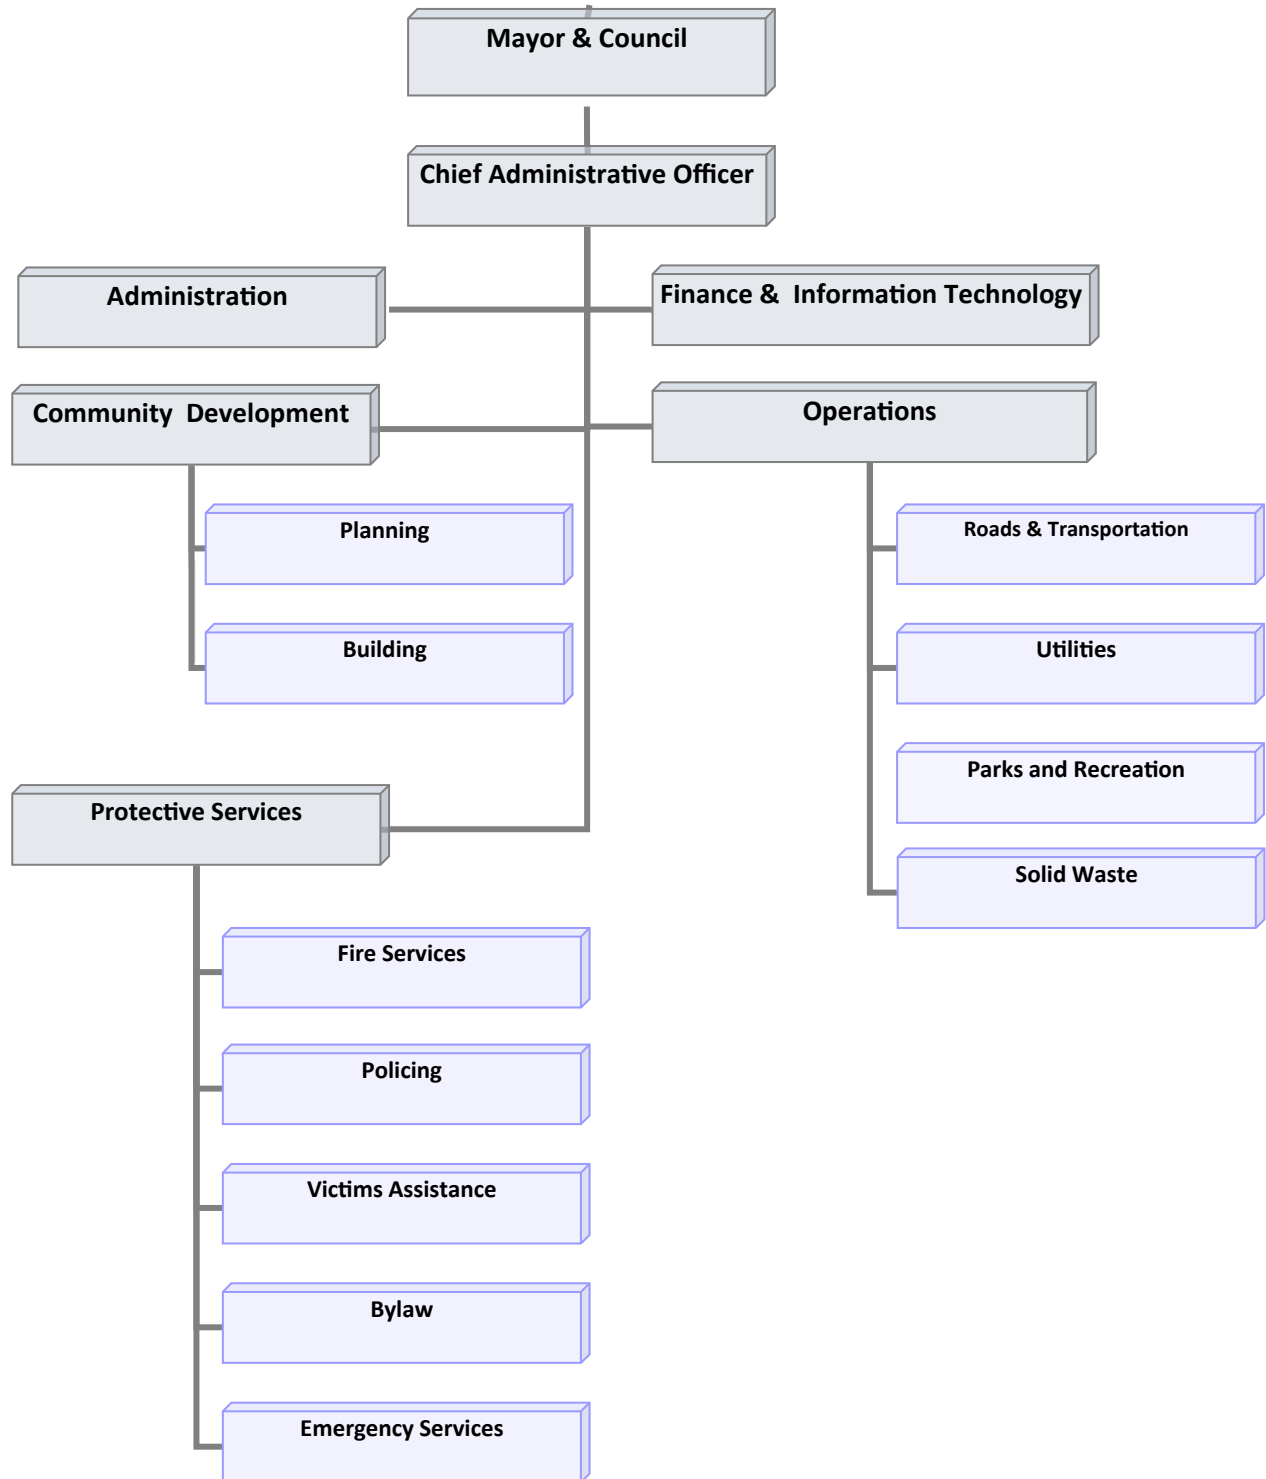 Mayor & Council
Chief Administrative Officer
Administration
Finance &  Information Technology
Community  Development
Operations
Planning
Building
Roads & Transportation
Utilities
Parks and Recreation
Solid Waste
Protective Services
Fire Services
Policing
Victims Assistance
Bylaw
Emergency Services